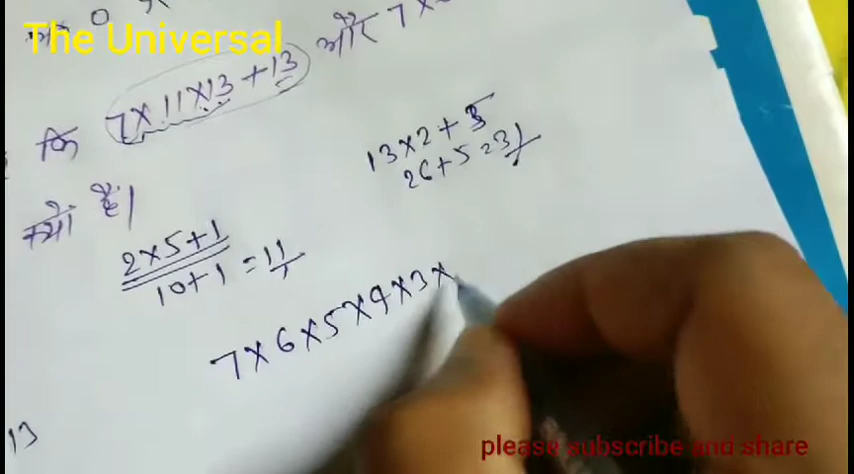 The Universal
कि 7×11×13+13 और 7×
क्यों हैं।
13×2+5
26+5=31
2×5+1
10+1=11
7×6×5×4×3×
13
please subscribe and share